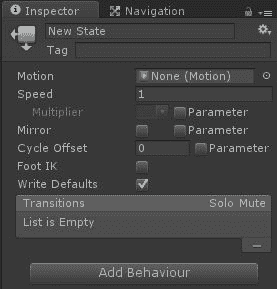 Inspector Navigation
New State
Tag
Motion None (Motion)
Speed 1
Multiplier Parameter
Mirror Parameter
Cycle Offset 0 Parameter
Foot IK
Write Defaults
Transitions Solo Mute
List is Empty
Add Behaviour